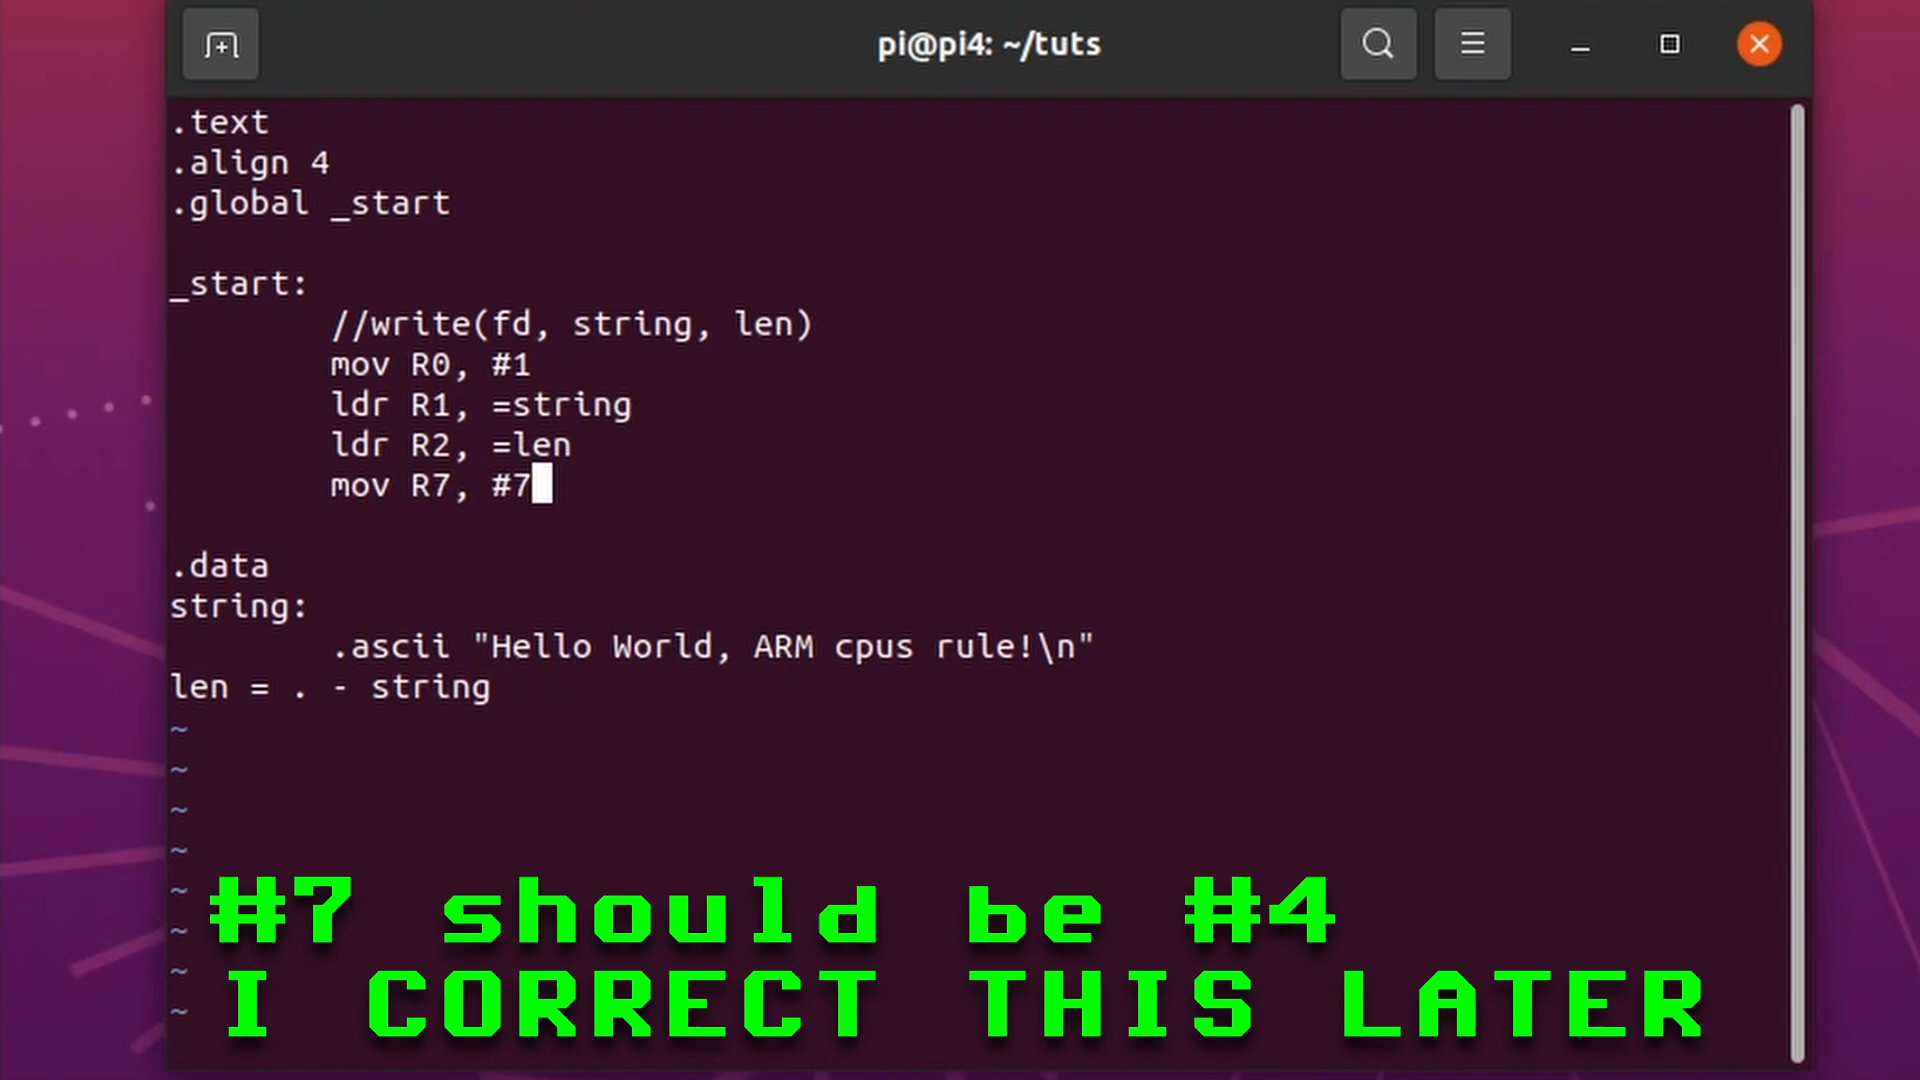 pi@pi4: ~/tuts
.text
.align 4
.global _start
_start:
//write(fd, string, len)
mov R0, #1
ldr R1, =string
ldr R2, =len
mov R7, #7
.data
string:
.ascii "Hello World, ARM cpus rule!\n"
len = . - string
~
~
~
~
~
~
~
~
#7 should be #4
I CORRECT THIS LATER